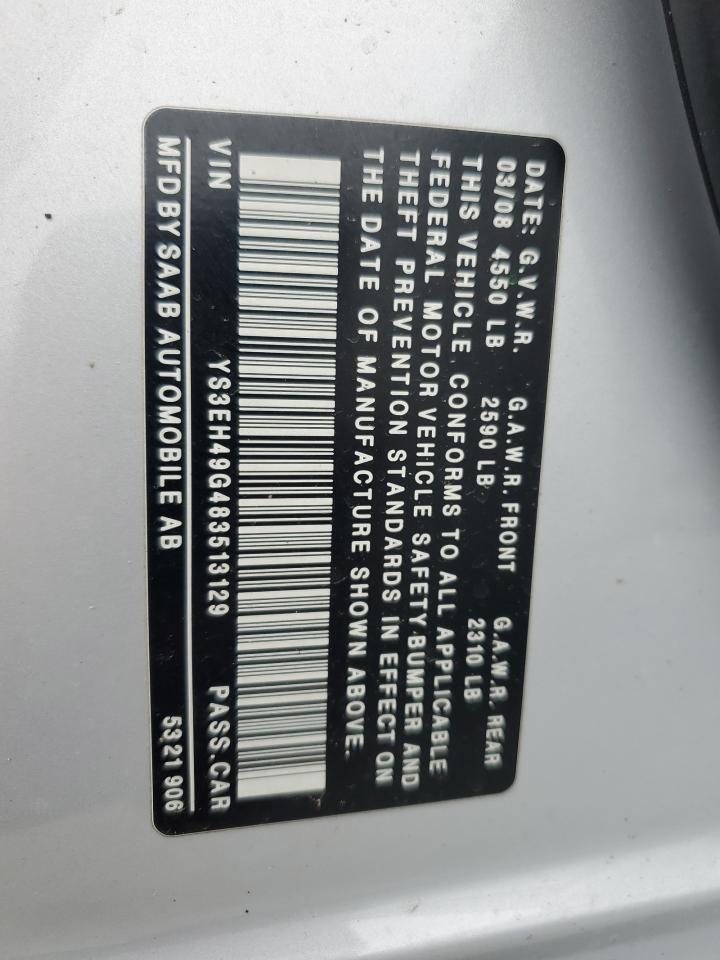 DATE: G.V.W.R. G.A.W.R. FRONT G.A.W.R. REAR
03/08 4550 LB 2590 LB 2310 LB
THIS VEHICLE CONFORMS TO ALL APPLICABLE
FEDERAL MOTOR VEHICLE SAFETY BUMPER AND
THEFT PREVENTION STANDARDS IN EFFECT ON
THE DATE OF MANUFACTURE SHOWN ABOVE.
VIN YS3EH49G483513129 PASS.CAR
MFD BY SAAB AUTOMOBILE AB 5321 906